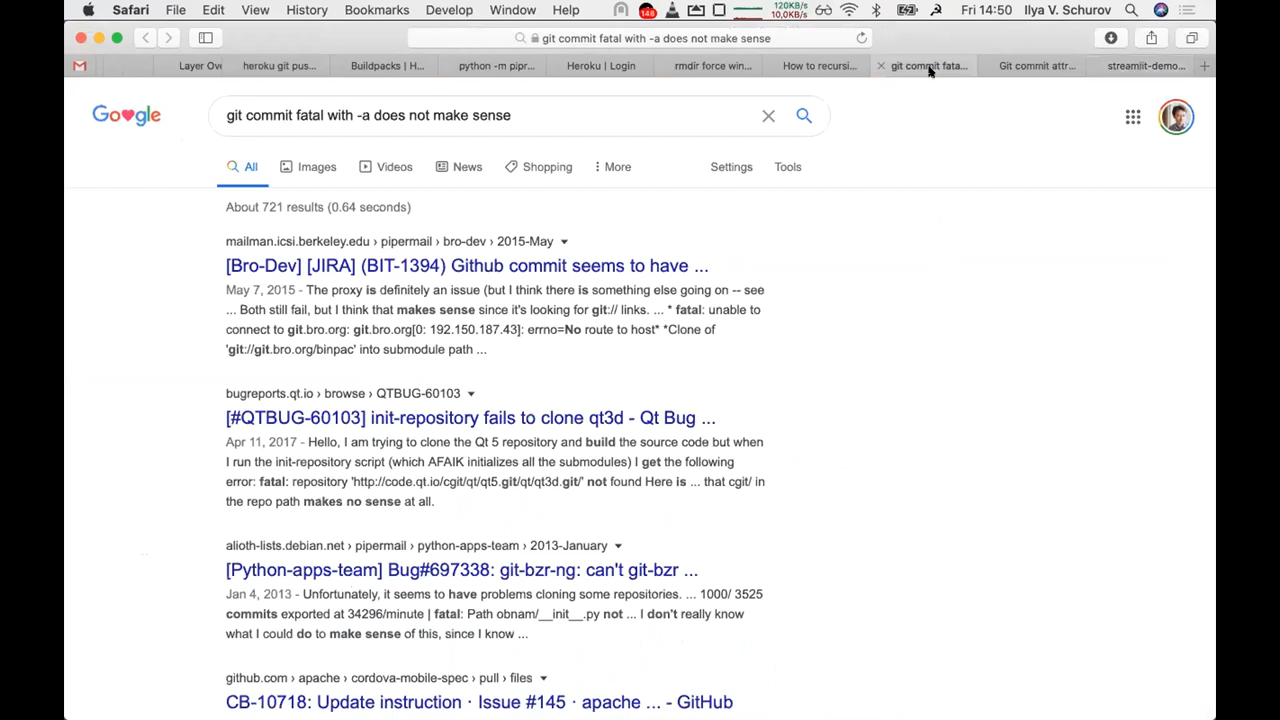 Safari File Edit View History Bookmarks Develop Window Help 148 120KB/s 10,0KB/s Fri 14:50 Ilya V. Schurov
git commit fatal with -a does not make sense
Layer Ove heroku git pus... Buildpacks | H... python -m pipr... Heroku | Login rmdir force win... How to recursi... git commit fata... Git commit attr... streamlit-demo...
Go❤gle
git commit fatal with -a does not make sense
All Images Videos News Shopping More Settings Tools
About 721 results (0.64 seconds)
mailman.icsi.berkeley.edu › pipermail › bro-dev › 2015-May
[Bro-Dev] [JIRA] (BIT-1394) Github commit seems to have ...
May 7, 2015 - The proxy is definitely an issue (but I think there is something else going on -- see
... Both still fail, but I think that makes sense since it's looking for git:// links. ... * fatal: unable to
connect to git.bro.org: git.bro.org[0: 192.150.187.43]: errno=No route to host* *Clone of
'git://git.bro.org/binpac' into submodule path ...
bugreports.qt.io › browse › QTBUG-60103
[#QTBUG-60103] init-repository fails to clone qt3d - Qt Bug ...
Apr 11, 2017 - Hello, I am trying to clone the Qt 5 repository and build the source code but when
I run the init-repository script (which AFAIK initializes all the submodules) I get the following
error: fatal: repository 'http://code.qt.io/cgit/qt/qt5.git/qt/qt3d.git/' not found Here is ... that cgit/ in
the repo path makes no sense at all.
alioth-lists.debian.net › pipermail › python-apps-team › 2013-January
[Python-apps-team] Bug#697338: git-bzr-ng: can't git-bzr ...
Jan 4, 2013 - Unfortunately, it seems to have problems cloning some repositories. ... 1000/ 3525
commits exported at 34296/minute | fatal: Path obnam/__init__.py not ... I don't really know
what I could do to make sense of this, since I know ...
github.com › apache › cordova-mobile-spec › pull › files
CB-10718: Update instruction · Issue #145 · apache ... - GitHub